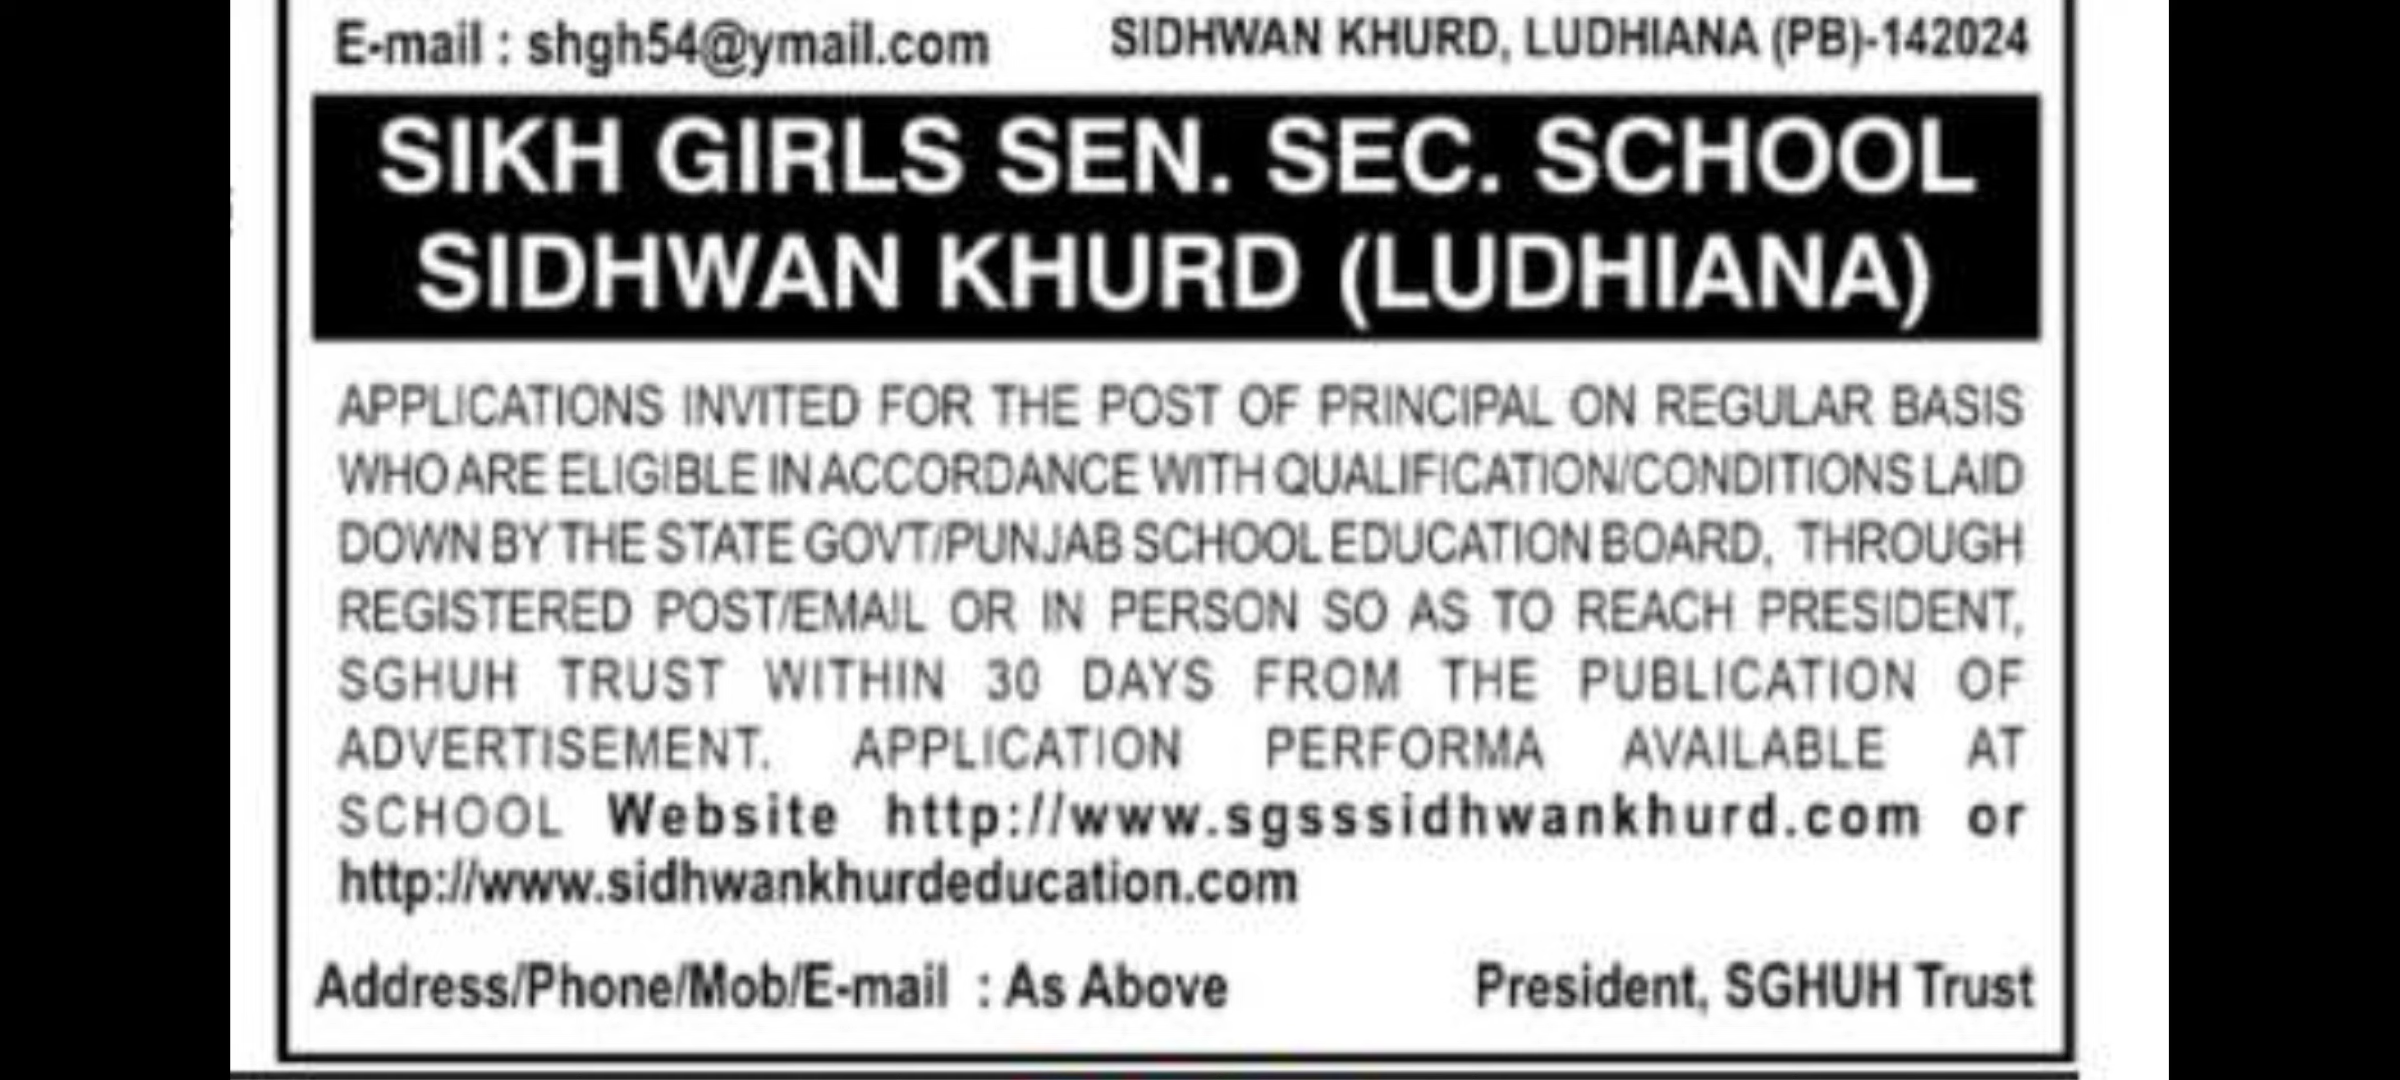 E-mail : shgh54@ymail.com SIDHWAN KHURD, LUDHIANA (PB)-142024
SIKH GIRLS SEN. SEC. SCHOOL
SIDHWAN KHURD (LUDHIANA)
APPLICATIONS INVITED FOR THE POST OF PRINCIPAL ON REGULAR BASIS
WHO ARE ELIGIBLE IN ACCORDANCE WITH QUALIFICATION/CONDITIONS LAID
DOWN BY THE STATE GOVT/PUNJAB SCHOOL EDUCATION BOARD, THROUGH
REGISTERED POST/EMAIL OR IN PERSON SO AS TO REACH PRESIDENT,
SGHUH TRUST WITHIN 30 DAYS FROM THE PUBLICATION OF
ADVERTISEMENT. APPLICATION PERFORMA AVAILABLE AT
SCHOOL Website http://www.sgsssidhwankhurd.com or
http://www.sidhwankhurdeducation.com
Address/Phone/Mob/E-mail : As Above President, SGHUH Trust